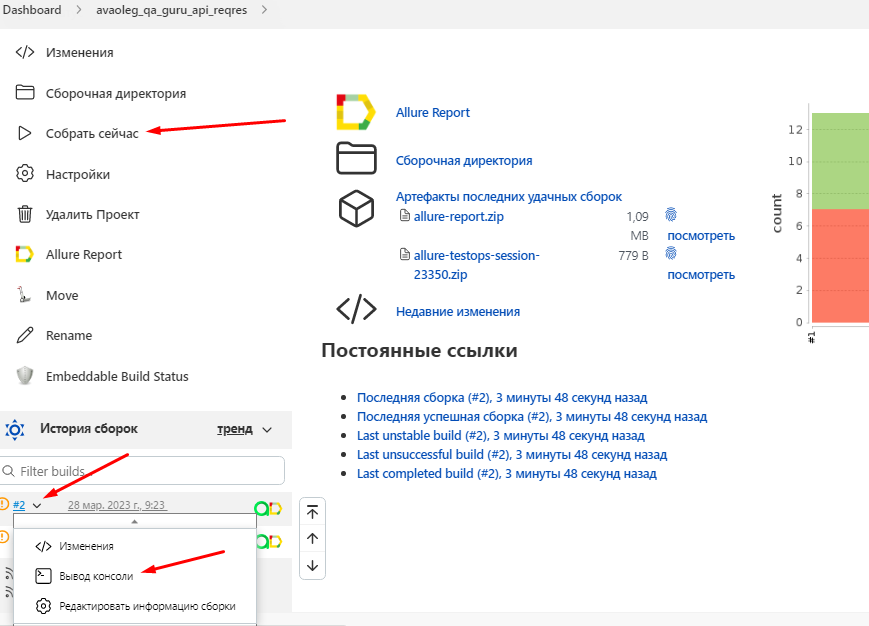 Dashboard > avaoleg_qa_guru_api_reqres >
Изменения
Сборочная директория
Собрать сейчас
Настройки
Удалить Проект
Allure Report
Move
Rename
Embeddable Build Status
История сборок тренд
Filter builds...
#2 28 мар. 2023 г., 9:23
Изменения
Вывод консоли
Редактировать информацию сборки
Allure Report
Сборочная директория
Артефакты последних удачных сборок
allure-report.zip 1,09 MB посмотреть
allure-testops-session-23350.zip 779 B посмотреть
Недавние изменения
Постоянные ссылки
Последняя сборка (#2), 3 минуты 48 секунд назад
Последняя успешная сборка (#2), 3 минуты 48 секунд назад
Last unstable build (#2), 3 минуты 48 секунд назад
Last unsuccessful build (#2), 3 минуты 48 секунд назад
Last completed build (#2), 3 минуты 48 секунд назад
count
12
10
8
6
4
2
0
#1